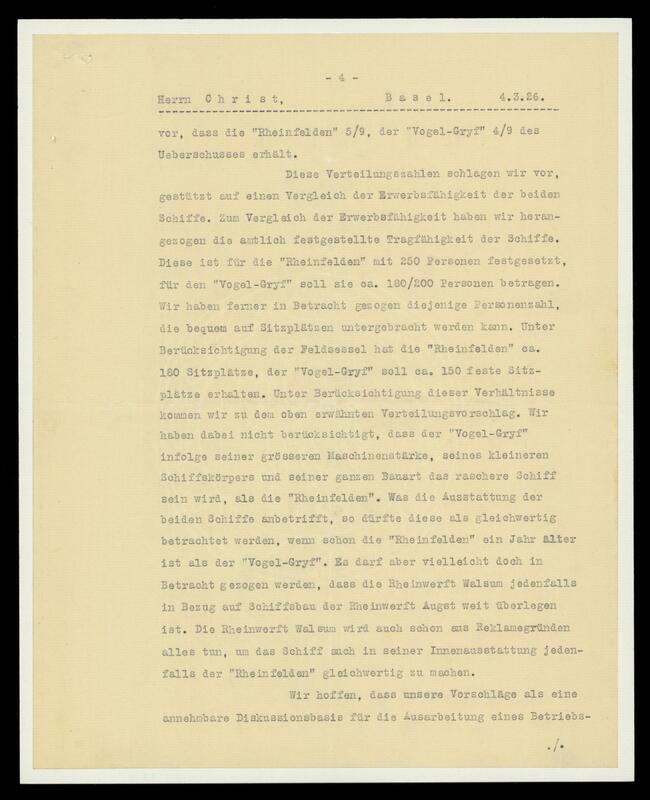 - 4 -
Herrn C h r i s t, B a s e l. 4.3.26.
vor, dass die "Rheinfelden" 5/9, der "Vogel-Gryf" 4/9 des
Ueberschusses erhält.
Diese Verteilungszahlen schlagen wir vor,
gestützt auf einen Vergleich der Erwerbsfähigkeit der beiden
Schiffe. Zum Vergleich der Erwerbsfähigkeit haben wir heran-
gezogen die amtlich festgestellte Tragfähigkeit der Schiffe.
Diese ist für die "Rheinfelden" mit 250 Personen festgesetzt,
für den "Vogel-Gryf" soll sie ca. 180/200 Personen betragen.
Wir haben ferner in Betracht gezogen diejenige Personenzahl,
die bequem auf Sitzplätzen untergebracht werden kann. Unter
Berücksichtigung der Feldsessel hat die "Rheinfelden" ca.
180 Sitzplätze, der "Vogel-Gryf" soll ca. 150 feste Sitz-
plätze erhalten. Unter Berücksichtigung dieser Verhältnisse
kommen wir zu dem oben erwähnten Verteilungsvorschlag. Wir
haben dabei nicht berücksichtigt, dass der "Vogel-Gryf"
infolge seiner grösseren Maschinenstärke, seines kleineren
Schiffskörpers und seiner ganzen Bauart das raschere Schiff
sein wird, als die "Rheinfelden". Was die Ausstattung der
beiden Schiffe anbetrifft, so dürfte diese als gleichwertig
betrachtet werden, wenn schon die "Rheinfelden" ein Jahr älter
ist als der "Vogel-Gryf". Es darf aber vielleicht doch in
Betracht gezogen werden, dass die Rheinwerft Walsum jedenfalls
in Bezug auf Schiffsbau der Rheinwerft Augst weit überlegen
ist. Die Rheinwerft Walsum wird auch schon aus Reklamegründen
alles tun, um das Schiff auch in seiner Innenausstattung jeden-
falls der "Rheinfelden" gleichwertig zu machen.
Wir hoffen, dass unsere Vorschläge als eine
annehmbare Diskussionsbasis für die Ausarbeitung eines Betriebs-
./.